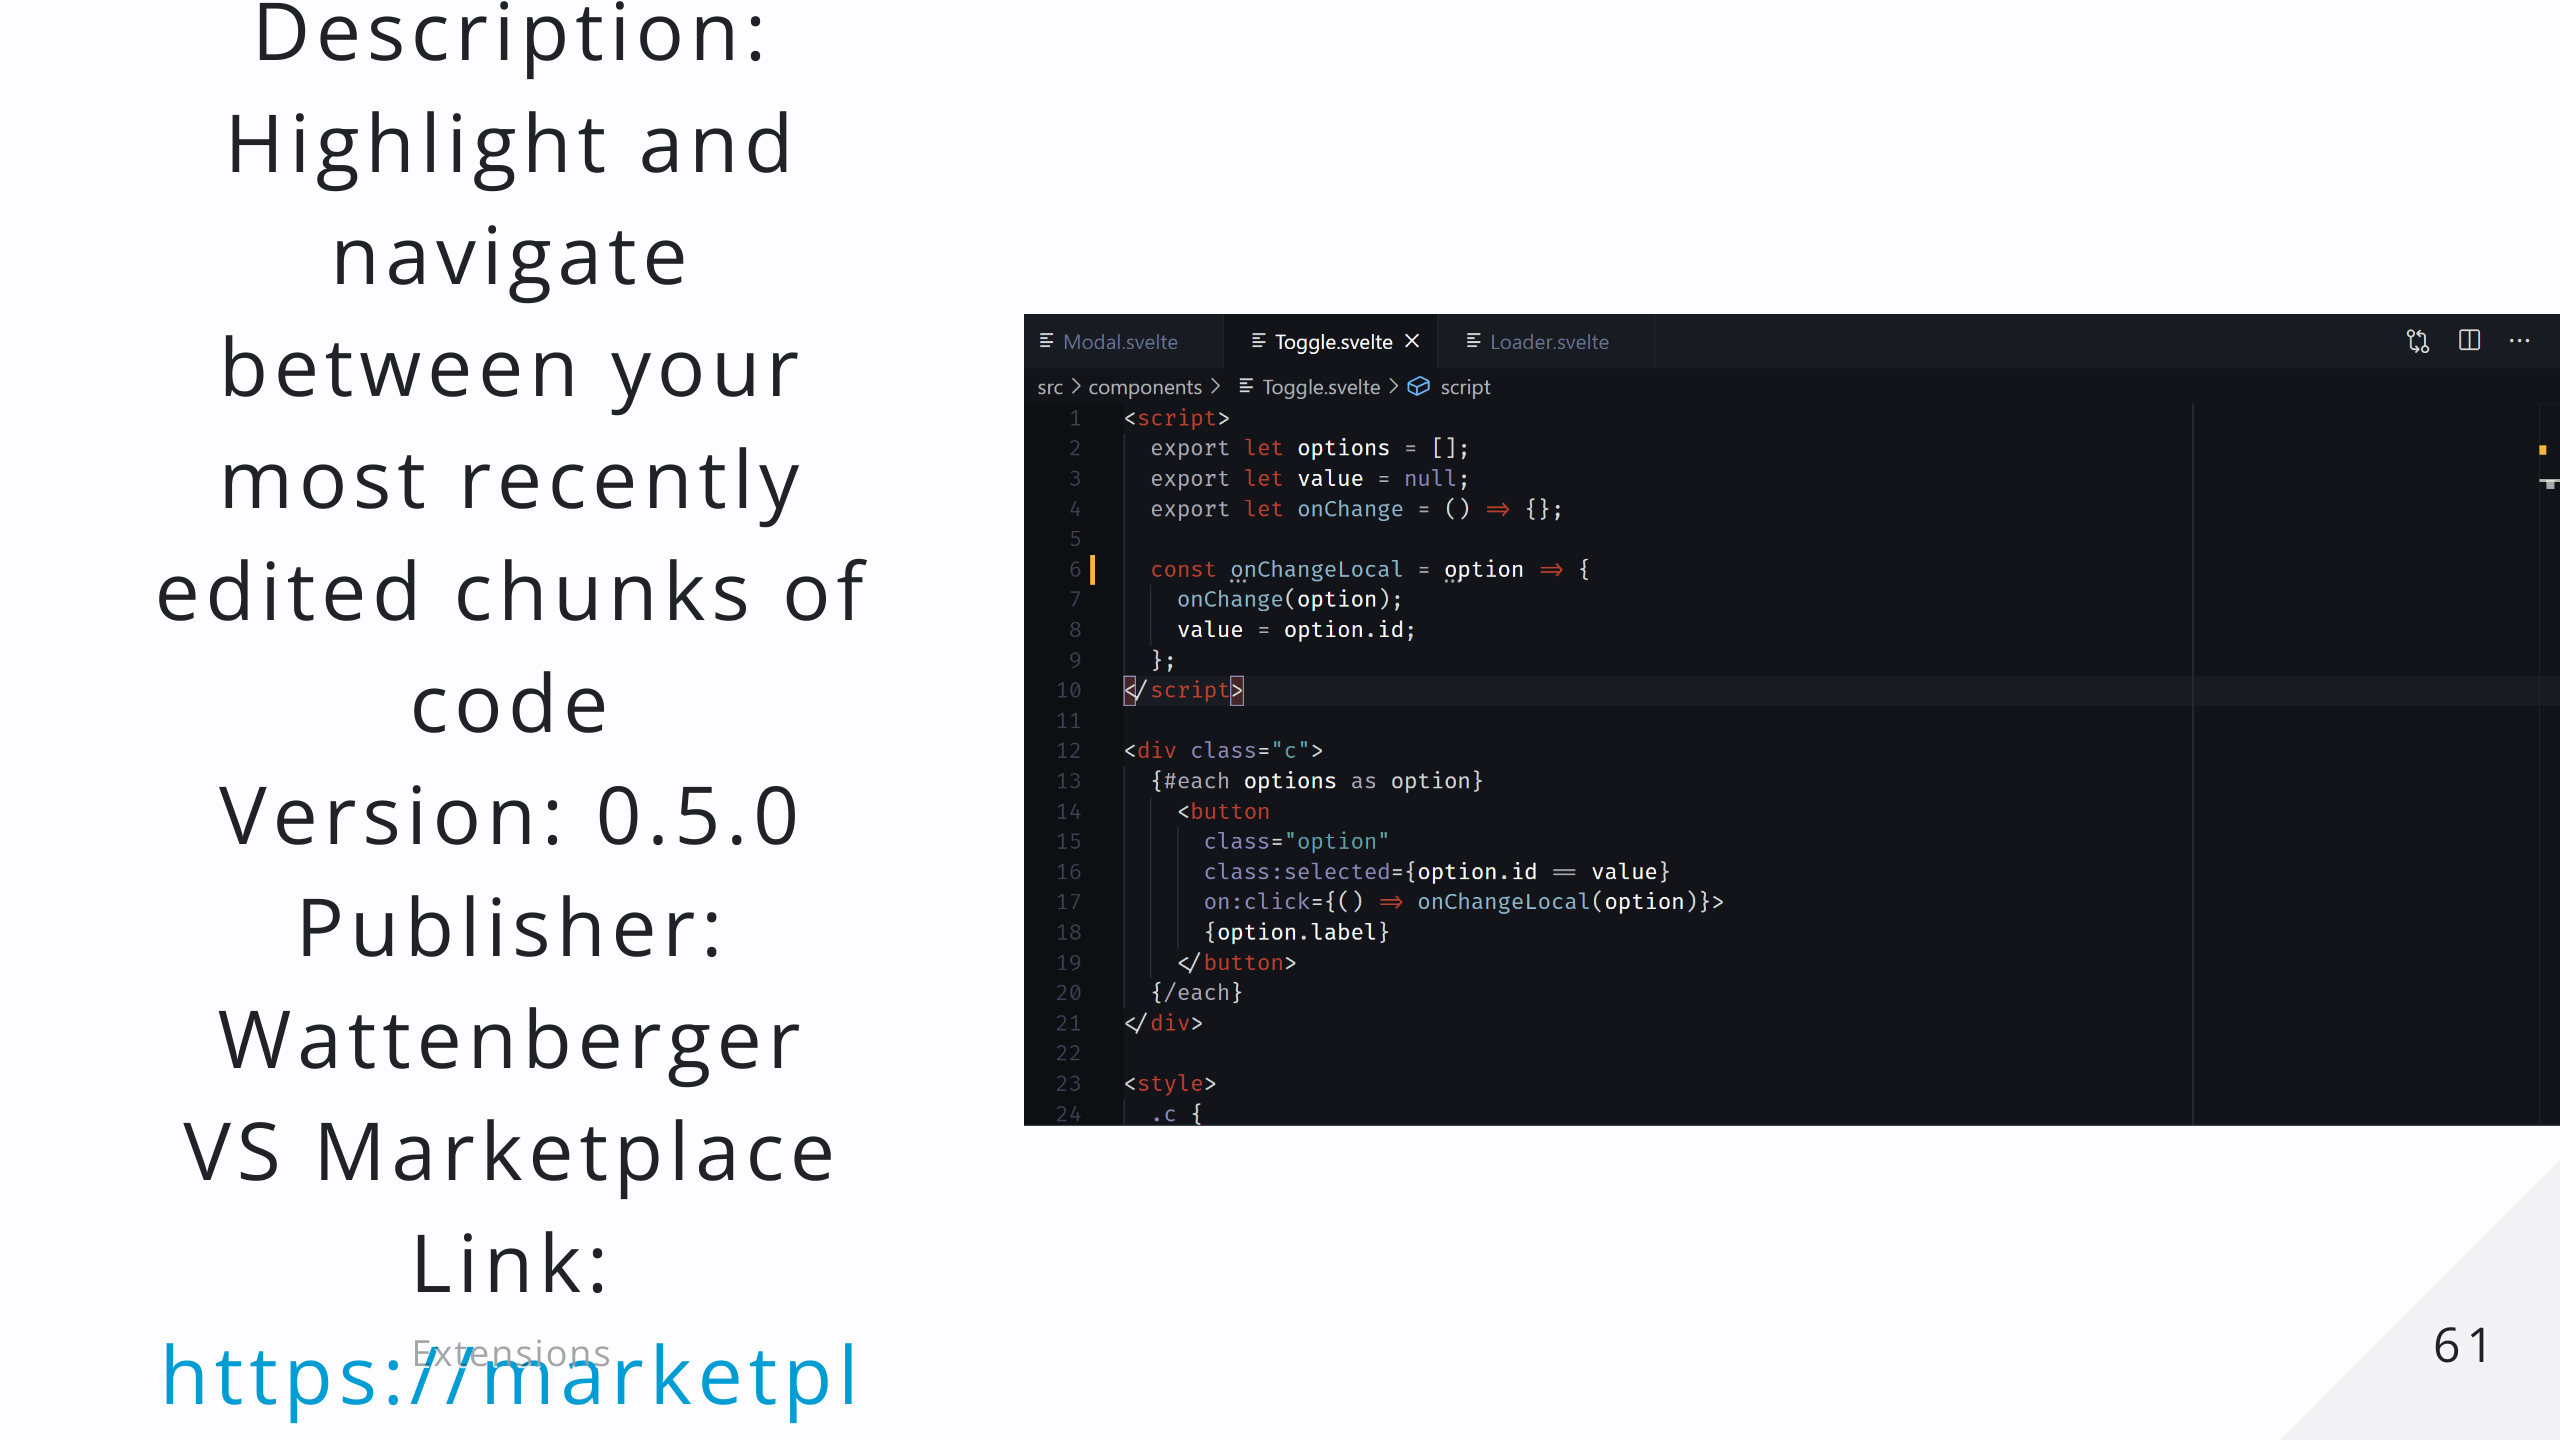 Description:
Highlight and
navigate
between your
most recently
edited chunks of
code
Version: 0.5.0
Publisher:
Wattenberger
VS Marketplace
Link:
https://marketpl
Extensions
Modal.svelte
Toggle.svelte
Loader.svelte
src > components > Toggle.svelte > script
1 <script>
2 export let options = [];
3 export let value = null;
4 export let onChange = () => {};
5
6 const onChangeLocal = option => {
7 onChange(option);
8 value = option.id;
9 };
10 </script>
11
12 <div class="c">
13 {#each options as option}
14 <button
15 class="option"
16 class:selected={option.id == value}
17 on:click={() => onChangeLocal(option)}>
18 {option.label}
19 </button>
20 {/each}
21 </div>
22
23 <style>
24 .c {
61